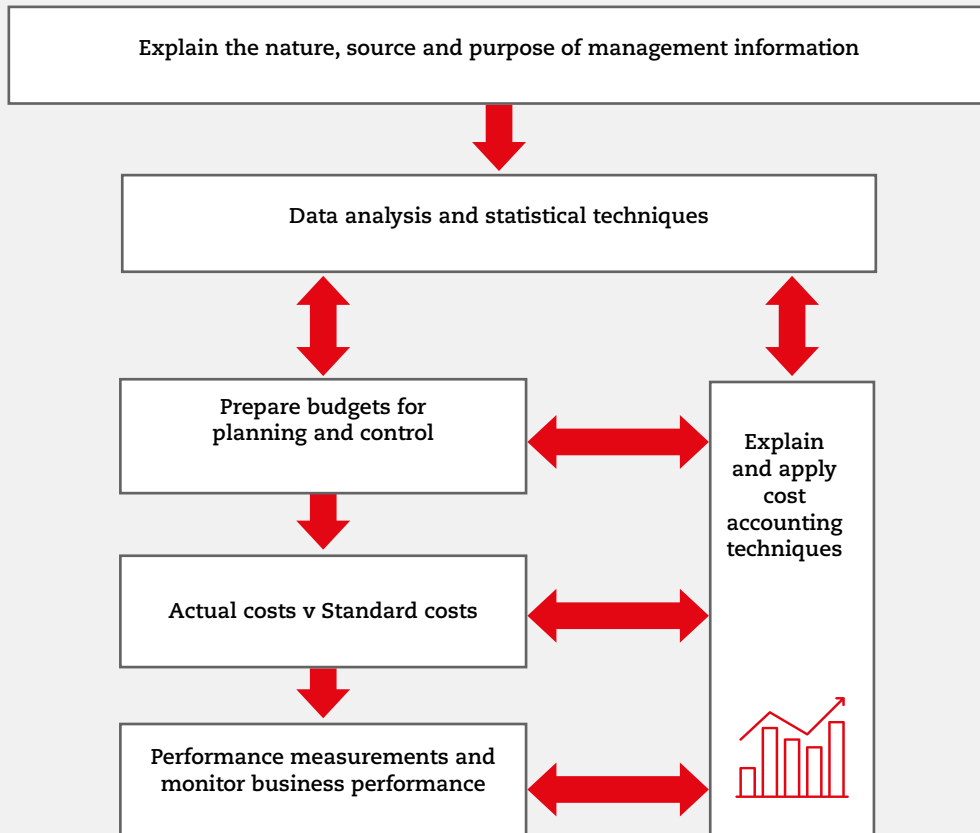 Explain the nature, source and purpose of management information
Data analysis and statistical techniques
Prepare budgets for
planning and control
Explain
and apply
cost
accounting
techniques
Actual costs v Standard costs
Performance measurements and
monitor business performance